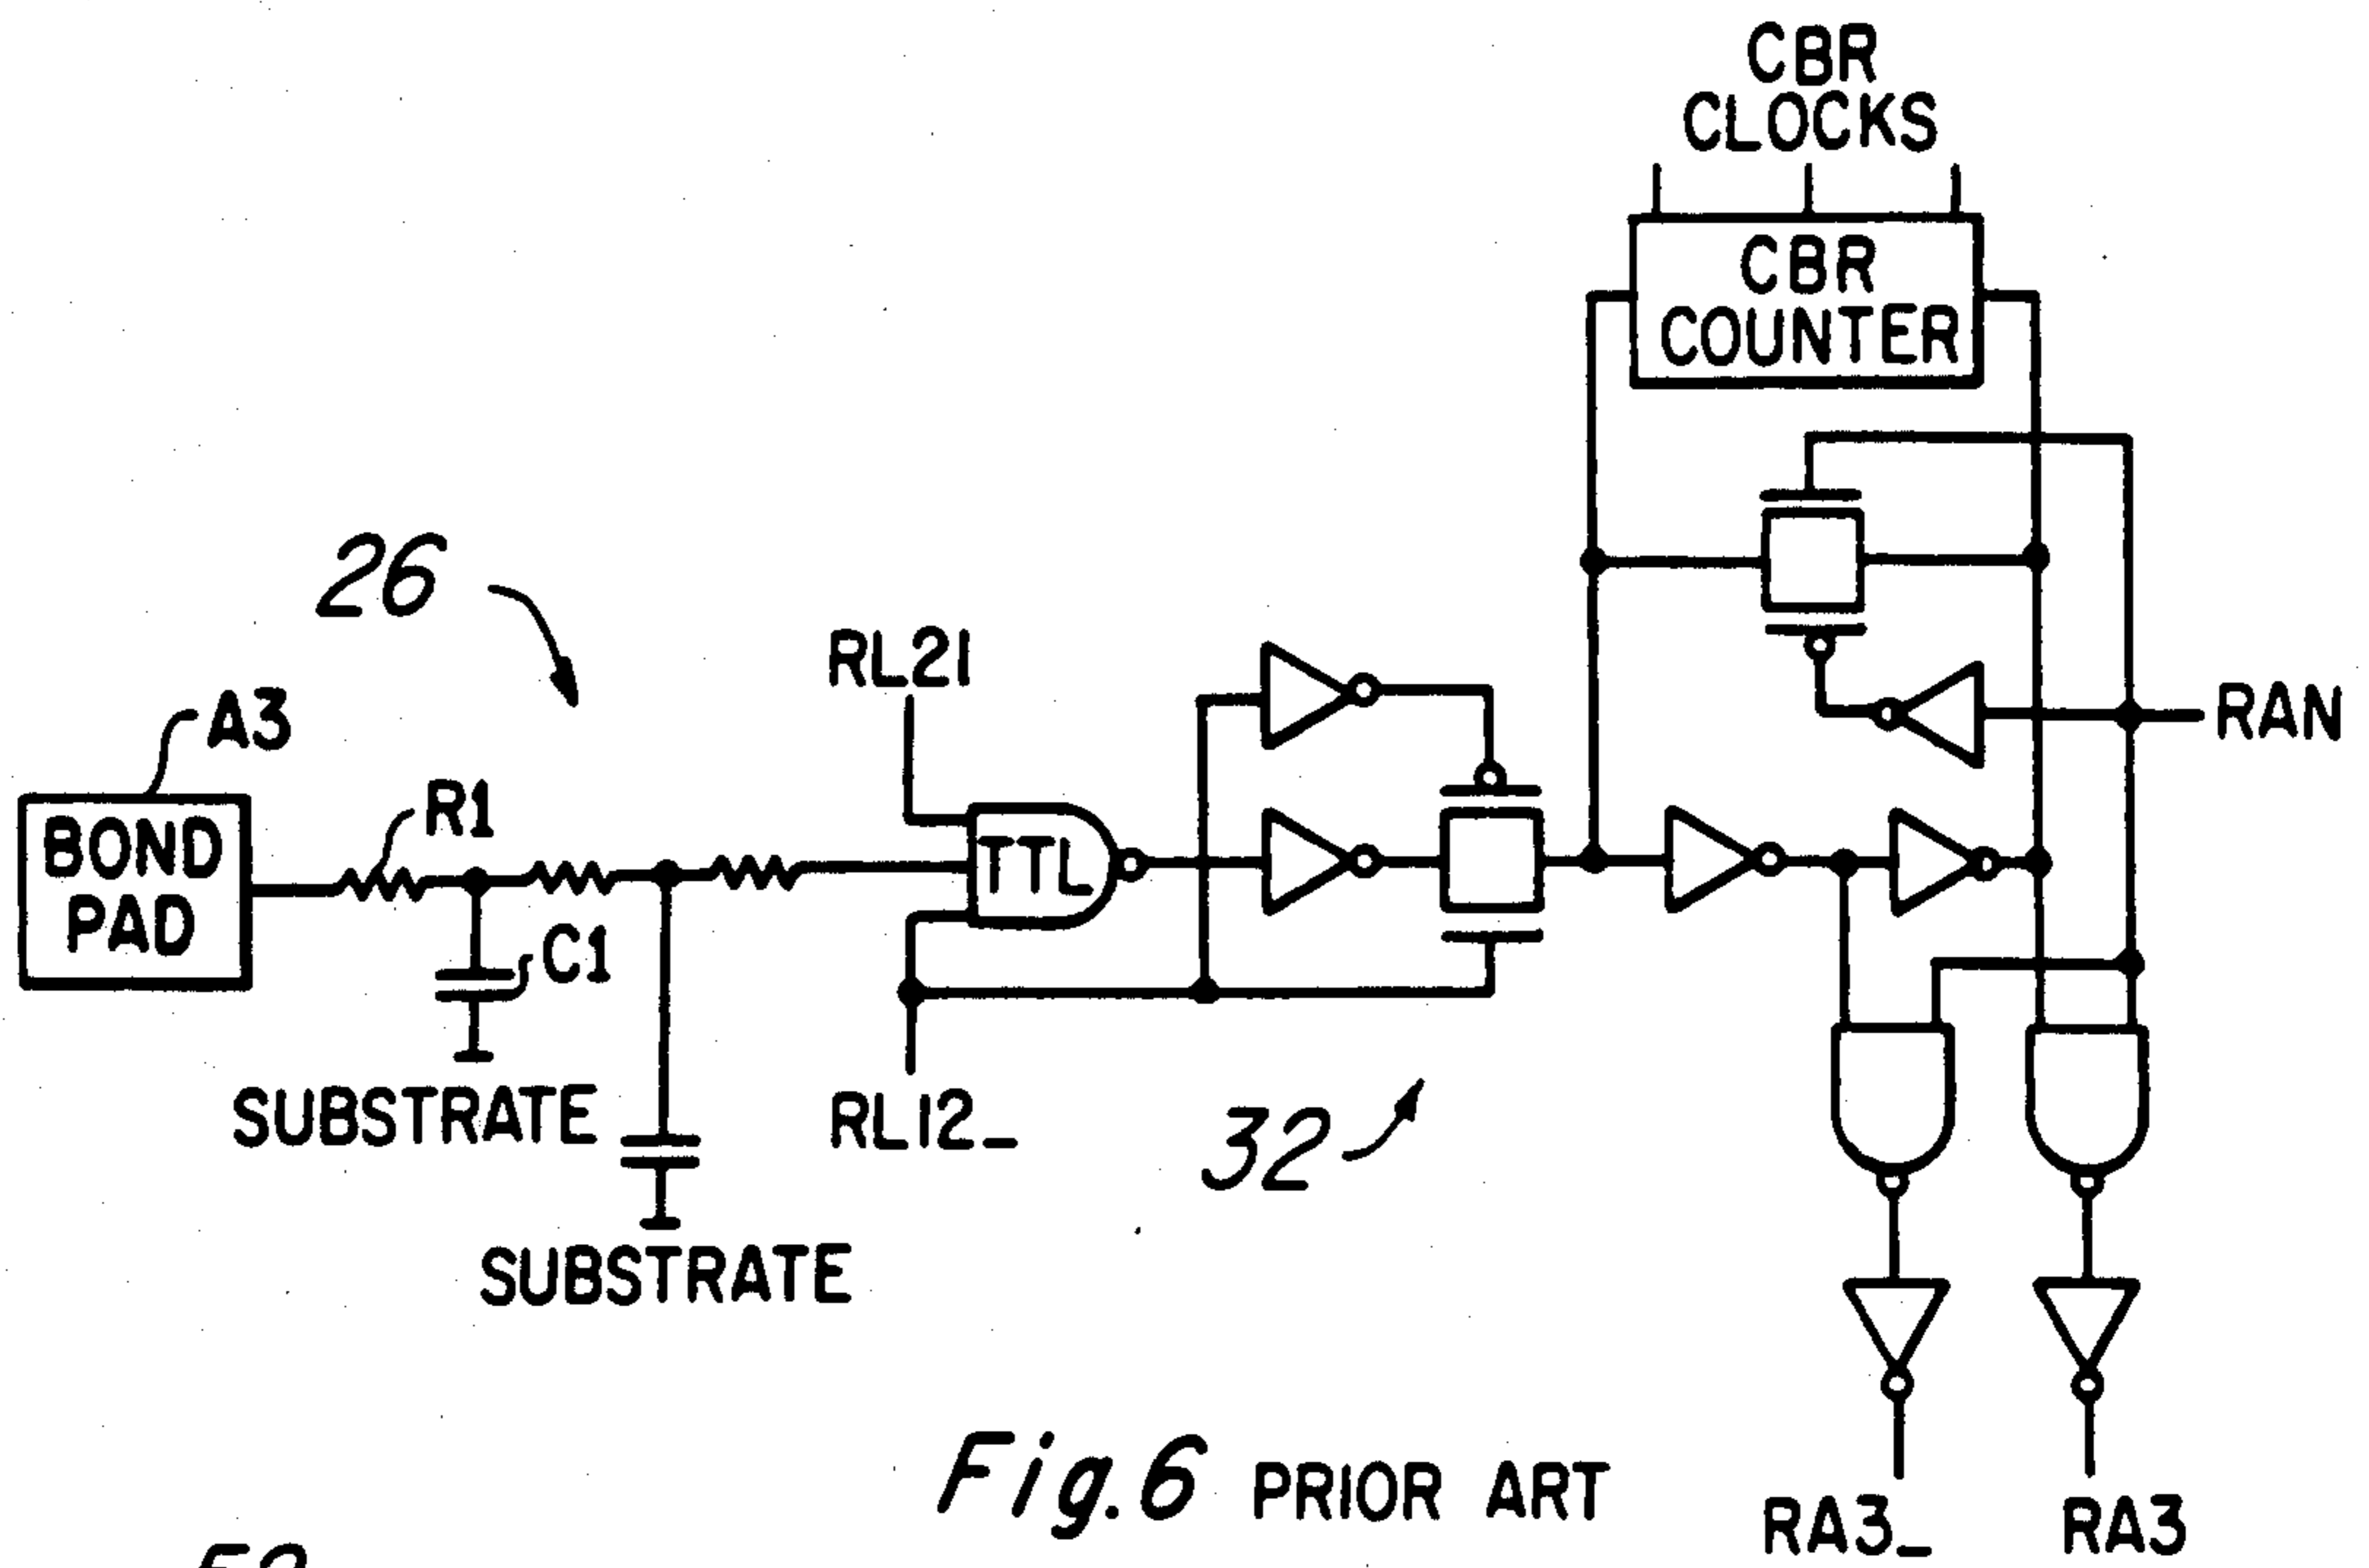 CBR
CLOCKS
CBR
COUNTER
26
RL21
A3
RAN
R1
BOND
PAD
TTL
C1
SUBSTRATE
RL12_
32
SUBSTRATE
Fig.6 PRIOR ART
RA3_
RA3